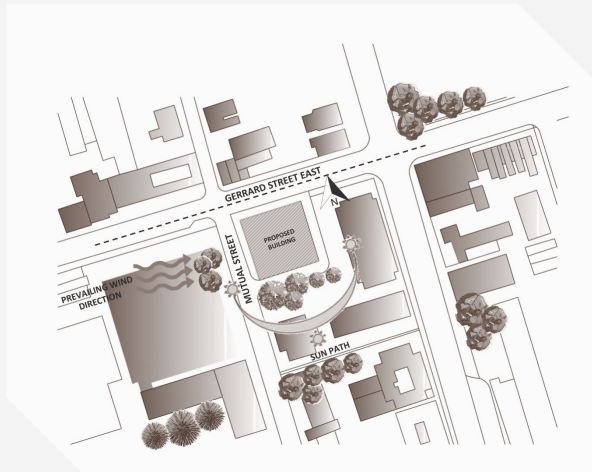 GERRARD STREET EAST
N
PROPOSED
BUILDING
MUTUAL STREET
PREVAILING WIND
DIRECTION
SUN PATH